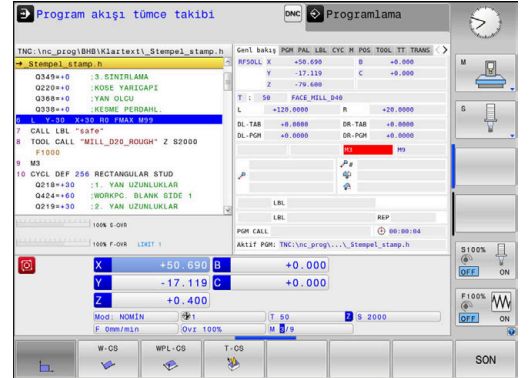 Program akışı tümce takibi
DNC
Programlama
TNC:\nc_prog\BHB\Klartext\_Stempel_stamp.h
→_Stempel_stamp.h
Q349=+0 ;3.SINIRLAMA
Q220=+0 ;KOSE YARICAPI
Q368=+0 ;YAN OLCU
Q338=+0 ;KESME PERDAHL.
6 L Y-30 X+30 R0 FMAX M99
7 CALL LBL "safe"
8 TOOL CALL "MILL_D20_ROUGH" Z S2000
F1000
9 M3
10 CYCL DEF 256 RECTANGULAR STUD
Q218=+30 ;1. YAN UZUNLUKLAR
Q424=+60 ;WORKPC. BLANK SIDE 1
Q219=+30 ;2. YAN UZUNLUKLAR
100% S-OVR
100% F-OVR LIMIT 1
Genl bakış PGM PAL LBL CYC M POS TOOL TT TRANS
RFSOLL X +50.690 B +0.000
Y -17.119 C +0.000
Z -79.600
T : 50 FACE_MILL_D40
L +120.0000 R +20.0000
DL-TAB +0.0000 DR-TAB +0.0000
DL-PGM +0.0000 DR-PGM +0.0000
M3 M9
P
LBL
LBL REP
PGM CALL 00:00:04
Aktif PGM: TNC:\nc_prog\...\_Stempel_stamp.h
X +50.690 B +0.000
Y -17.119 C +0.000
Z +0.400
Mod: NOMİN 1 T 50 Z S 2000
F 0mm/min Ovr 100% M 3/9
M
S
S100%
OFF ON
F100%
OFF ON
W-CS
WPL-CS
T-CS
SON